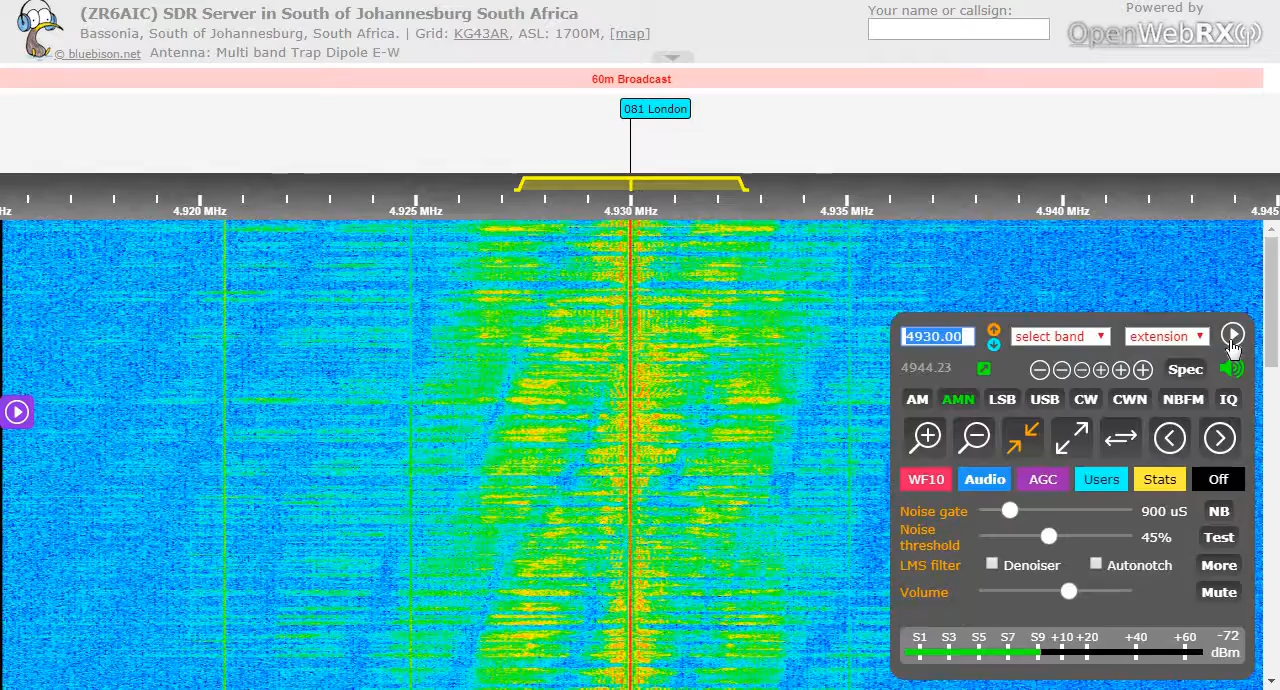 (ZR6AIC) SDR Server in South of Johannesburg South Africa
Bassonia, South of Johannesburg, South Africa. | Grid: KG43AR, ASL: 1700M, [map]
© bluebison.net Antenna: Multi band Trap Dipole E-W
Your name or callsign:
Powered by
OpenWebRX
60m Broadcast
081 London
Hz 4.920 MHz 4.925 MHz 4.930 MHz 4.935 MHz 4.940 MHz 4.945
4930.00 select band extension
4944.23 Spec
AM AMN LSB USB CW CWN NBFM IQ
WF10 Audio AGC Users Stats Off
Noise gate 900 uS NB
Noise threshold 45% Test
LMS filter Denoiser Autonotch More
Volume Mute
S1 S3 S5 S7 S9 +10 +20 +40 +60 -72
dBm